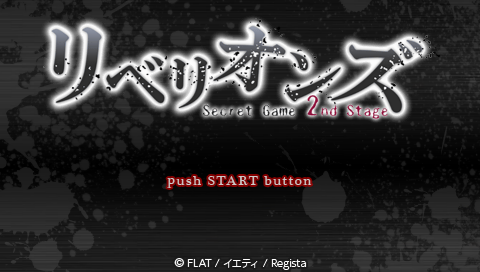 リベリオンズ
Secret Game 2nd Stage
push START button
© FLAT / イエティ / Regista